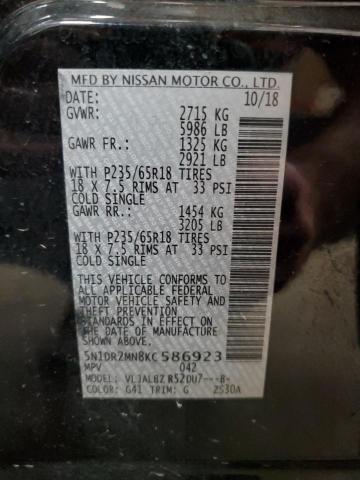 MFD BY NISSAN MOTOR CO., LTD.
DATE: 10/18
GVWR: 2715 KG
5986 LB
GAWR FR.: 1325 KG
2921 LB
WITH P235/65R18 TIRES
18 X 7.5 RIMS AT 33 PSI
COLD SINGLE
GAWR RR.: 1454 KG
3205 LB
WITH P235/65R18 TIRES
18 X 7.5 RIMS AT 33 PSI
COLD SINGLE
THIS VEHICLE CONFORMS TO
ALL APPLICABLE FEDERAL
MOTOR VEHICLE SAFETY
AND THEFT PREVENTION
STANDARDS IN EFFECT ON
THE DATE OF MANUFACTURE
SHOWN ABOVE.
5N1DR2MN8KC586923
MPV 042
MODEL: R52DU7---B-
COLOR: G41 TRIM: G 2S30A